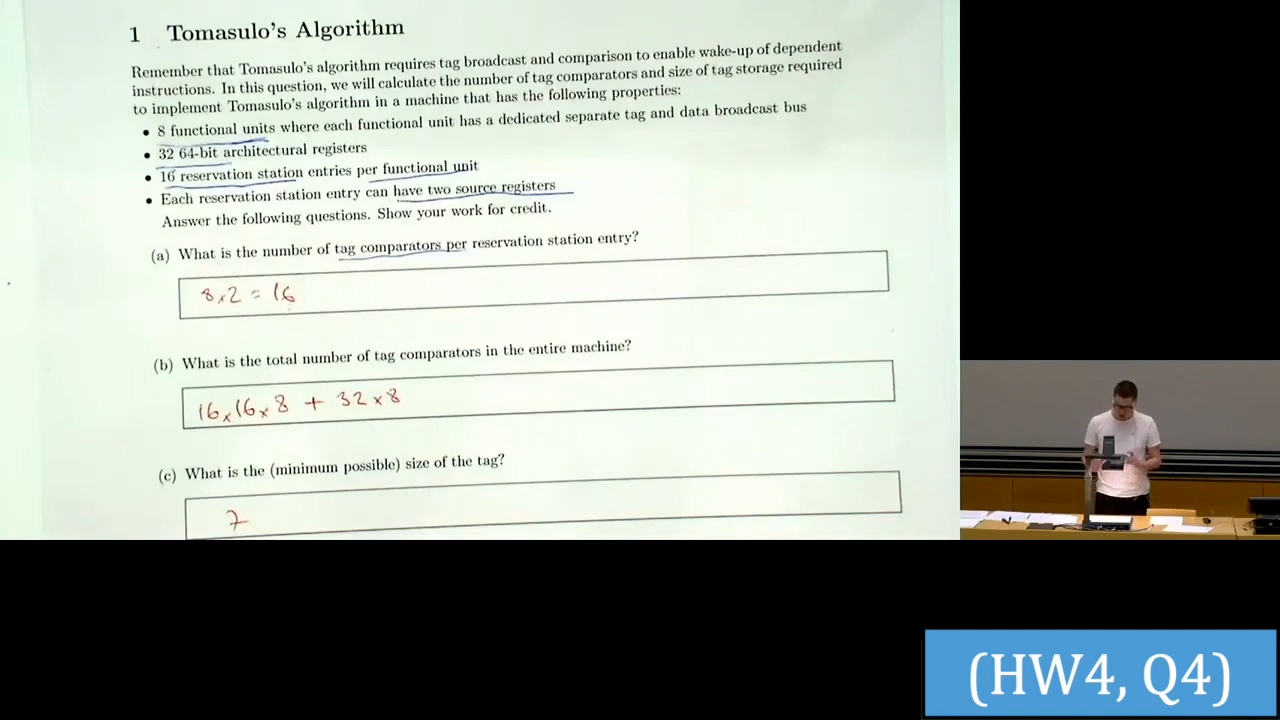 1 Tomasulo's Algorithm
Remember that Tomasulo's algorithm requires tag broadcast and comparison to enable wake-up of dependent
instructions. In this question, we will calculate the number of tag comparators and size of tag storage required
to implement Tomasulo's algorithm in a machine that has the following properties:
• 8 functional units where each functional unit has a dedicated separate tag and data broadcast bus
• 32 64-bit architectural registers
• 16 reservation station entries per functional unit
• Each reservation station entry can have two source registers
Answer the following questions. Show your work for credit.
(a) What is the number of tag comparators per reservation station entry?
8 x 2 = 16
(b) What is the total number of tag comparators in the entire machine?
16 x 16 x 8 + 32 x 8
(c) What is the (minimum possible) size of the tag?
7
(HW4, Q4)